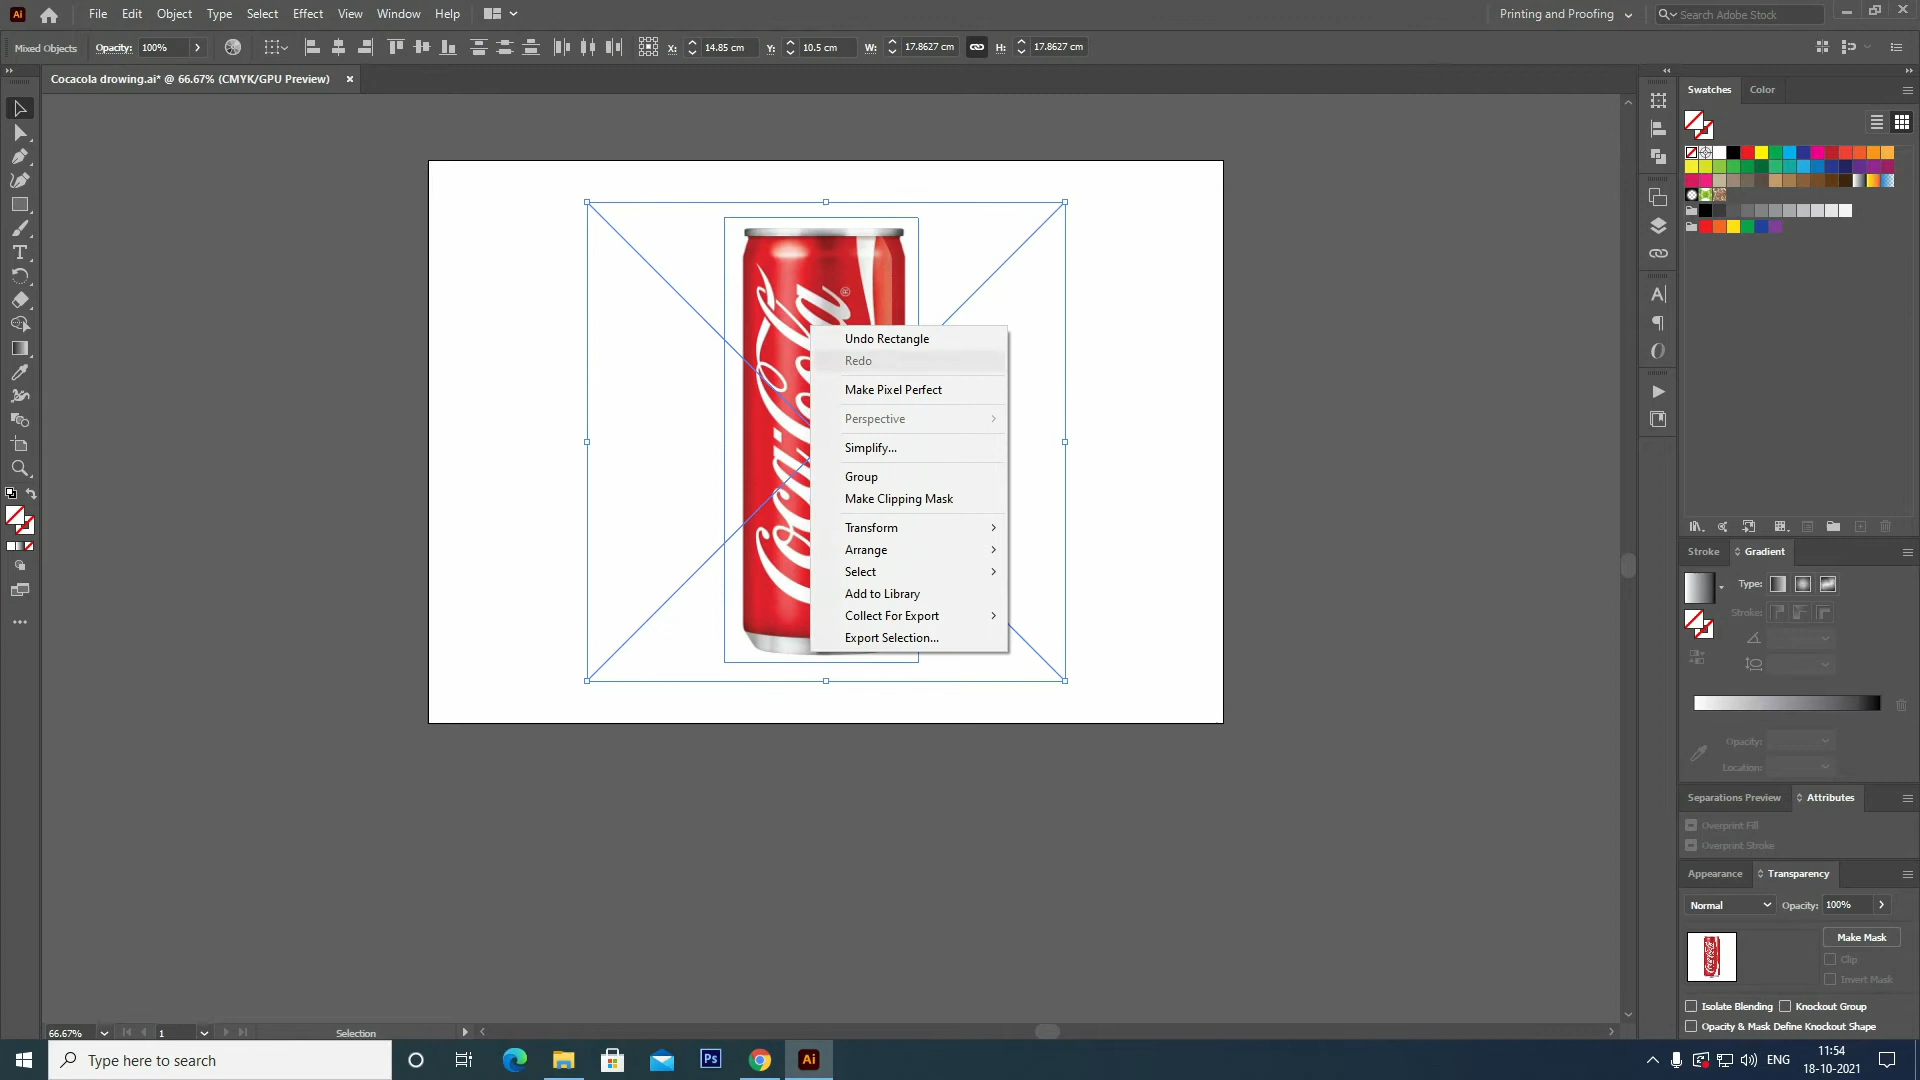 Ai File Edit Object Type Select Effect View Window Help Printing and Proofing Search Adobe Stock
Mixed Objects Opacity: 100% X: 14.85 cm Y: 10.5 cm W: 17.8627 cm H: 17.8627 cm
Cocacola drowing.ai* @ 66.67% (CMYK/GPU Preview)
Swatches Color
Coca-Cola ®
Undo Rectangle
Redo
Make Pixel Perfect
Perspective
Simplify...
Group
Make Clipping Mask
Transform
Arrange
Select
Add to Library
Collect For Export
Export Selection...
Stroke Gradient
Type:
Stroke:
Opacity:
Location:
Separations Preview Attributes
Overprint Fill
Overprint Stroke
Appearance Transparency
Normal Opacity: 100%
Make Mask
Clip
Invert Mask
Isolate Blending Knockout Group
Opacity & Mask Define Knockout Shape
66.67% 1 Selection
Type here to search Ps Ai ENG 11:54
18-10-2021